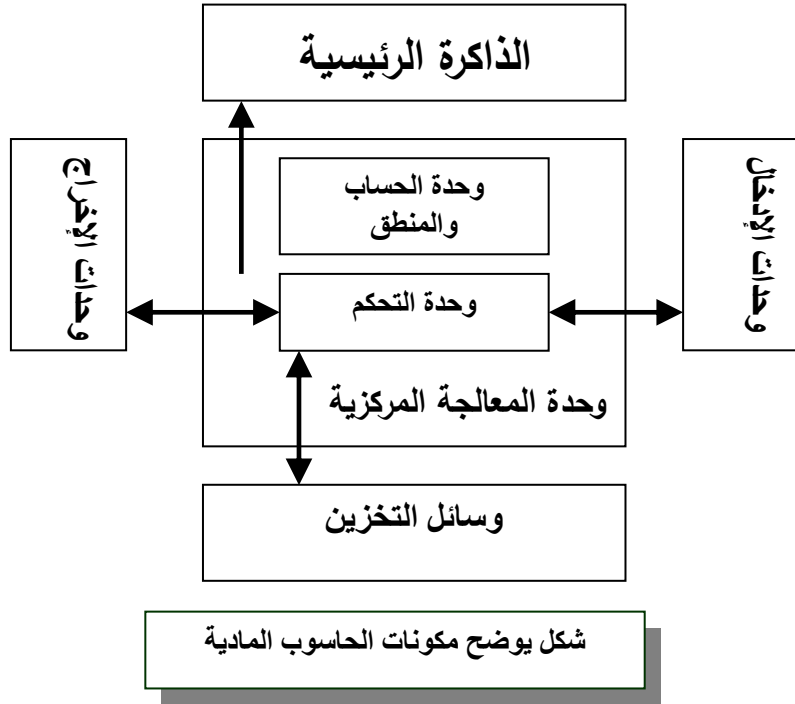 الذاكرة الرئيسية
وحدات الإدخال
وحدة الحساب
والمنطق
وحدة التحكم
وحدة المعالجة المركزية
وحدات الإخراج
وسائل التخزين
شكل يوضح مكونات الحاسوب المادية